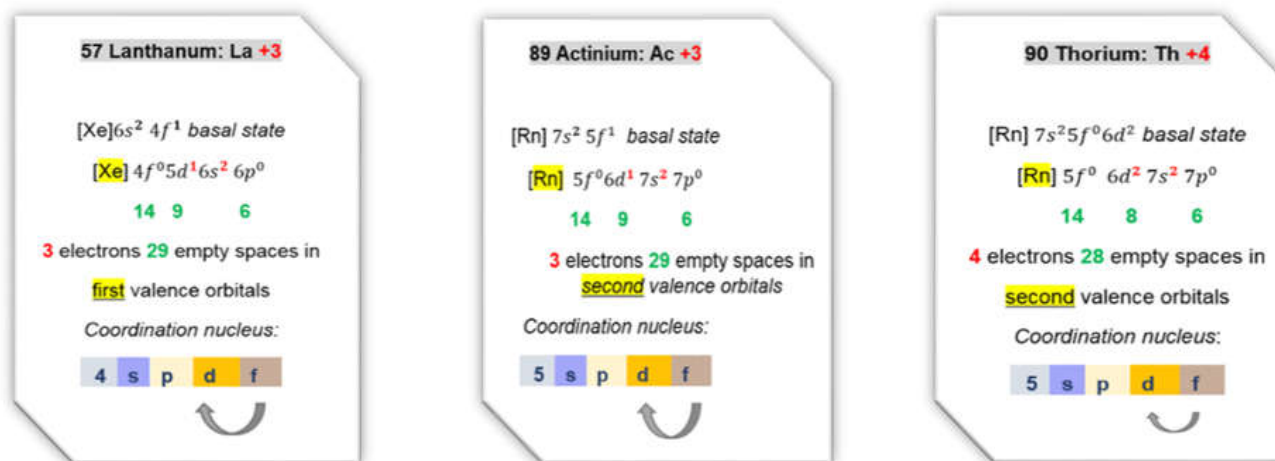 57 Lanthanum: La +3
[Xe]6s² 4f¹ basal state
[Xe] 4f⁰5d¹6s² 6p⁰
14 9 6
3 electrons 29 empty spaces in
first valence orbitals
Coordination nucleus:
4 s p d f
89 Actinium: Ac +3
[Rn] 7s² 5f¹ basal state
[Rn] 5f⁰6d¹ 7s² 7p⁰
14 9 6
3 electrons 29 empty spaces in
second valence orbitals
Coordination nucleus:
5 s p d f
90 Thorium: Th +4
[Rn] 7s²5f⁰6d² basal state
[Rn] 5f⁰ 6d² 7s² 7p⁰
14 8 6
4 electrons 28 empty spaces in
second valence orbitals
Coordination nucleus:
5 s p d f